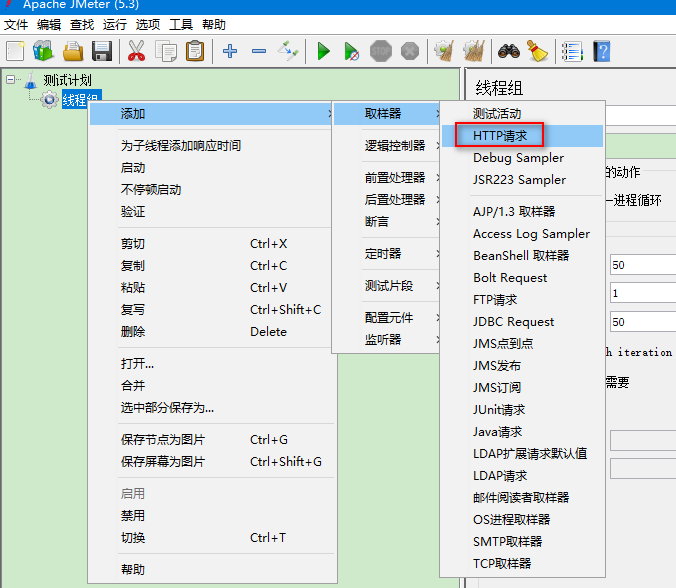 Apache JMeter (5.3)
文件 编辑 查找 运行 选项 工具 帮助
STOP
测试计划
线程组
线程组
添加
为子线程添加响应时间
启动
不停顿启动
验证
剪切 Ctrl+X
复制 Ctrl+C
粘贴 Ctrl+V
复写 Ctrl+Shift+C
删除 Delete
打开...
合并
选中部分保存为...
保存节点为图片 Ctrl+G
保存屏幕为图片 Ctrl+Shift+G
启用
禁用
切换 Ctrl+T
帮助
取样器
逻辑控制器
前置处理器
后置处理器
断言
定时器
测试片段
配置元件
监听器
测试活动
HTTP请求
Debug Sampler
JSR223 Sampler
AJP/1.3 取样器
Access Log Sampler
BeanShell 取样器
Bolt Request
FTP请求
JDBC Request
JMS点到点
JMS发布
JMS订阅
JUnit请求
Java请求
LDAP扩展请求默认值
LDAP请求
邮件阅读者取样器
OS进程取样器
SMTP取样器
TCP取样器
的动作
一进程循环
50
1
50
h iteration
需要